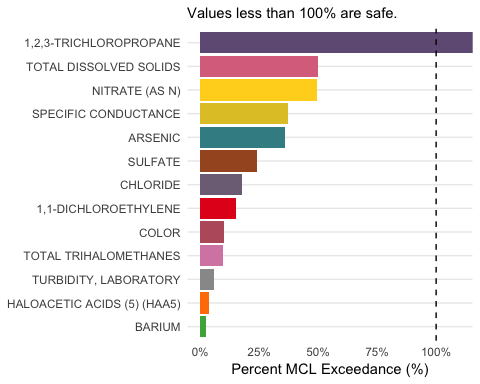 Values less than 100% are safe.
1,2,3-TRICHLOROPROPANE
TOTAL DISSOLVED SOLIDS
NITRATE (AS N)
SPECIFIC CONDUCTANCE
ARSENIC
SULFATE
CHLORIDE
1,1-DICHLOROETHYLENE
COLOR
TOTAL TRIHALOMETHANES
TURBIDITY, LABORATORY
HALOACETIC ACIDS (5) (HAA5)
BARIUM
0% 25% 50% 75% 100%
Percent MCL Exceedance (%)